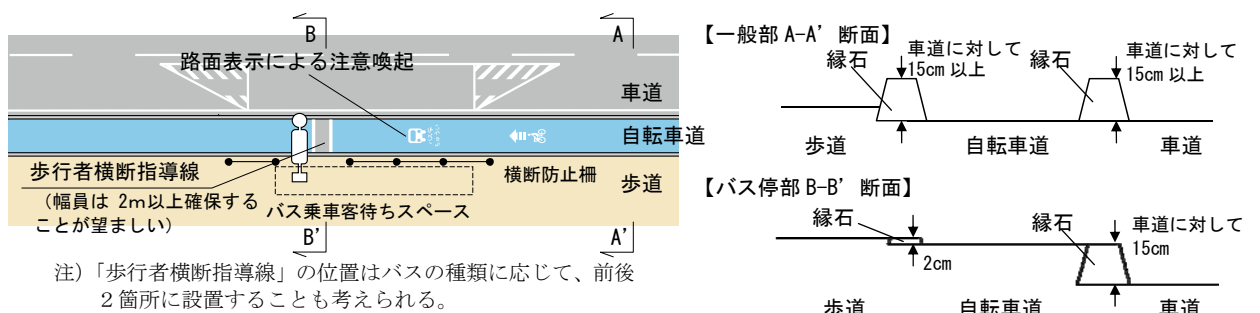 B
A
路面表示による注意喚起
車道
自転車道
歩行者横断指導線
（幅員は 2m以上確保する
ことが望ましい）
バス乗車客待ちスペース
横断防止柵
歩道
B’
A’
注）「歩行者横断指導線」の位置はバスの種類に応じて、前後
２箇所に設置することも考えられる。
【一般部 A-A’ 断面】
縁石
車道に対して
15cm 以上
縁石
車道に対して
15cm 以上
歩道
自転車道
車道
【バス停部 B-B’ 断面】
縁石
2cm
縁石
車道に対して
15cm
歩道
自転車道
車道